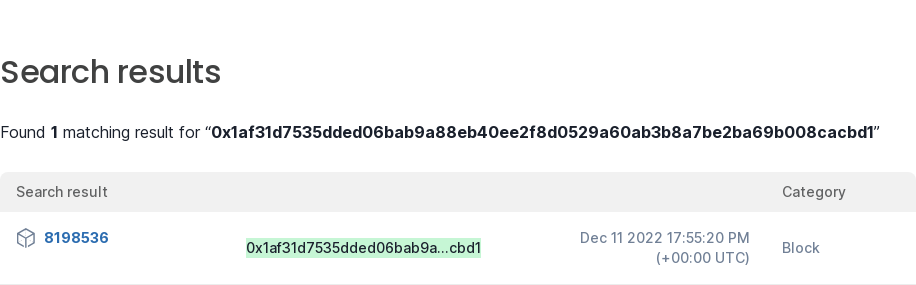 Search results
Found 1 matching result for “0x1af31d7535dded06bab9a88eb40ee2f8d0529a60ab3b8a7be2ba69b008cacbd1”
Search result Category
8198536 0x1af31d7535dded06bab9a...cbd1 Dec 11 2022 17:55:20 PM (+00:00 UTC) Block